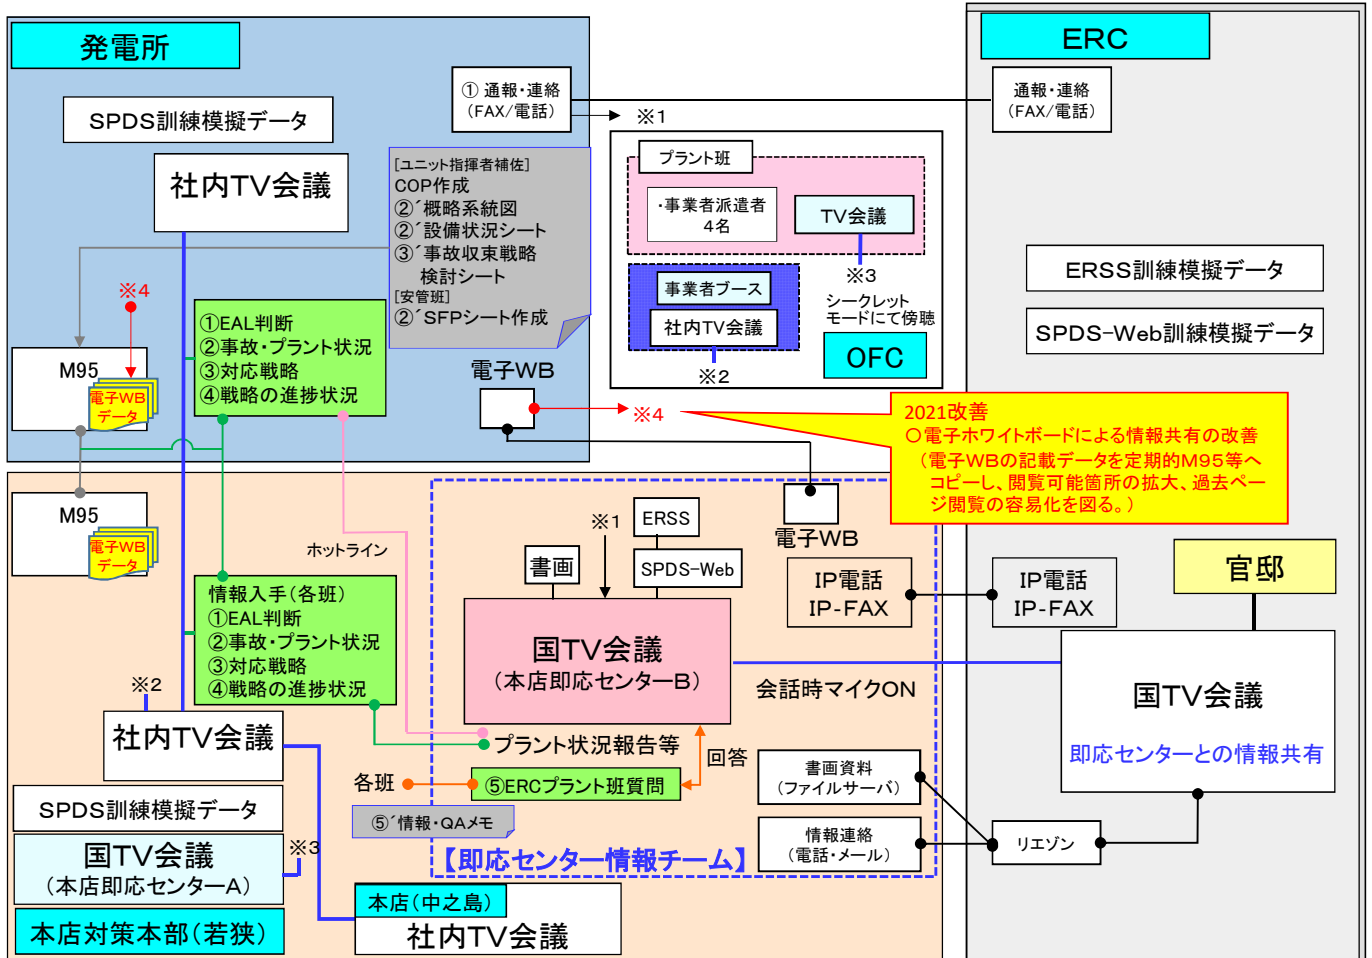 発電所
SPDS訓練模擬データ
社内TV会議
① 通報・連絡
(FAX/電話)
※1
[ユニット指揮者補佐]
COP作成
②´概略系統図
②´設備状況シート
③´事故収束戦略
検討シート
[安管班]
②´SFPシート作成
※4
M95
電子WB
データ
①EAL判断
②事故・プラント状況
③対応戦略
④戦略の進捗状況
電子WB
※4
プラント班
・事業者派遣者
4名
TV会議
※3
シークレット
モードにて傍聴
事業者ブース
社内TV会議
※2
OFC
ERC
通報・連絡
(FAX/電話)
ERSS訓練模擬データ
SPDS-Web訓練模擬データ
2021改善
○電子ホワイトボードによる情報共有の改善
(電子WBの記載データを定期的M95等へ
コピーし、閲覧可能箇所の拡大、過去ペー
ジ閲覧の容易化を図る。)
M95
電子WB
データ
ホットライン
情報入手(各班)
①EAL判断
②事故・プラント状況
③対応戦略
④戦略の進捗状況
※2
社内TV会議
SPDS訓練模擬データ
国TV会議
(本店即応センターA)
※3
本店対策本部(若狭)
本店(中之島)
社内TV会議
※1
ERSS
書画
SPDS-Web
国TV会議
(本店即応センターB)
電子WB
IP電話
IP-FAX
会話時マイクON
プラント状況報告等
回答
各班
⑤ERCプラント班質問
⑤´情報・QAメモ
【即応センター情報チーム】
書画資料
(ファイルサーバ)
情報連絡
(電話・メール)
IP電話
IP-FAX
官邸
国TV会議
即応センターとの情報共有
リエゾン